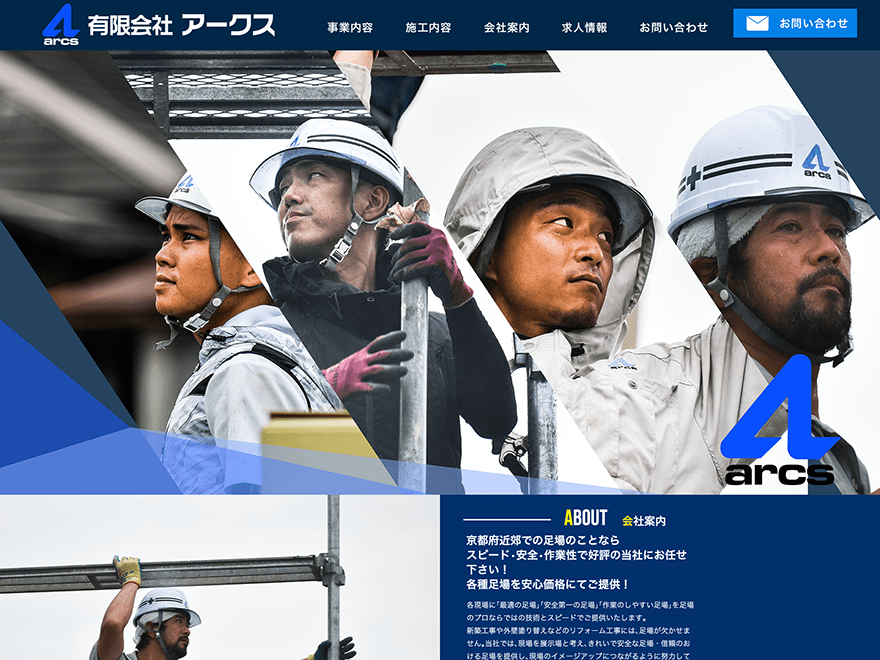 arcs
有限会社 アークス
事業内容
施工内容
会社案内
求人情報
お問い合わせ
お問い合わせ
arcs
arcs
arcs
arcs
ABOUT 会社案内
京都府近郊での足場のことなら
スピード・安全・作業性で好評の当社にお任せ
下さい！
各種足場を安心価格にてご提供！
各現場に「最適の足場」「安全第一の足場」「作業のしやすい足場」を足場
のプロならではの技術とスピードでご提供いたします。
新築工事や外壁塗り替えなどのリフォーム工事には、足場が欠かせま
せん。当社では、現場を展示場と考え、きれいで安全な足場・信頼のお
ける足場を提供し、現場のイメージアップにつながるように努力して